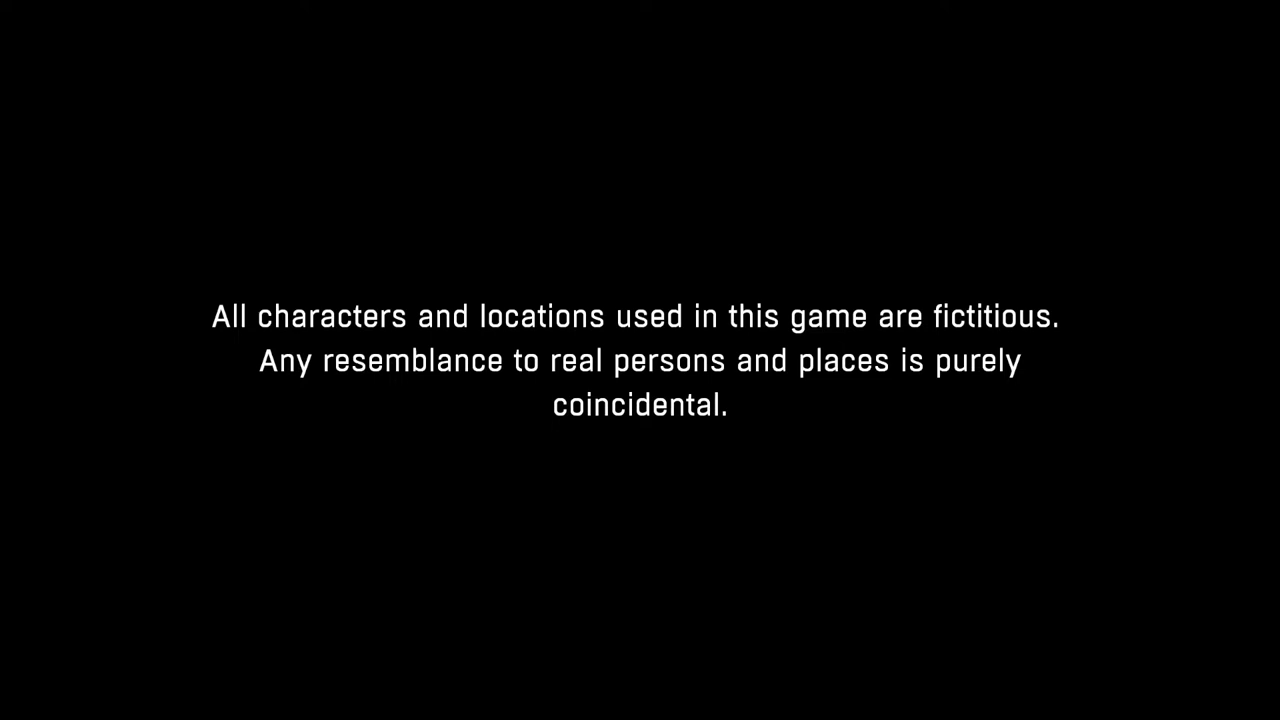 All characters and locations used in this game are fictitious.
Any resemblance to real persons and places is purely
coincidental.